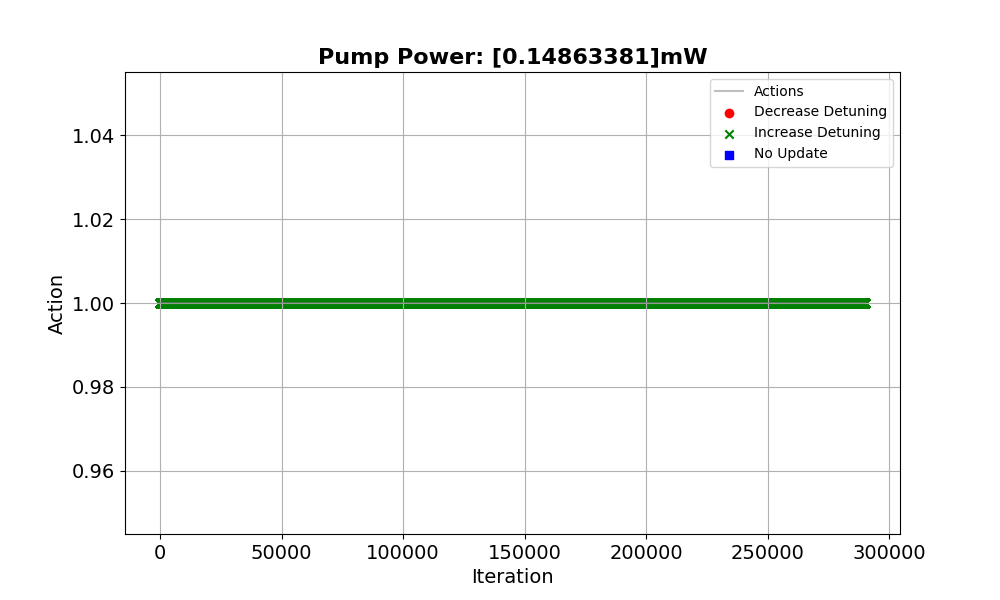 Pump Power: [0.14863381]mW
Actions
Decrease Detuning
Increase Detuning
No Update
1.04
1.02
1.00
0.98
0.96
Action
0 50000 100000 150000 200000 250000 300000
Iteration